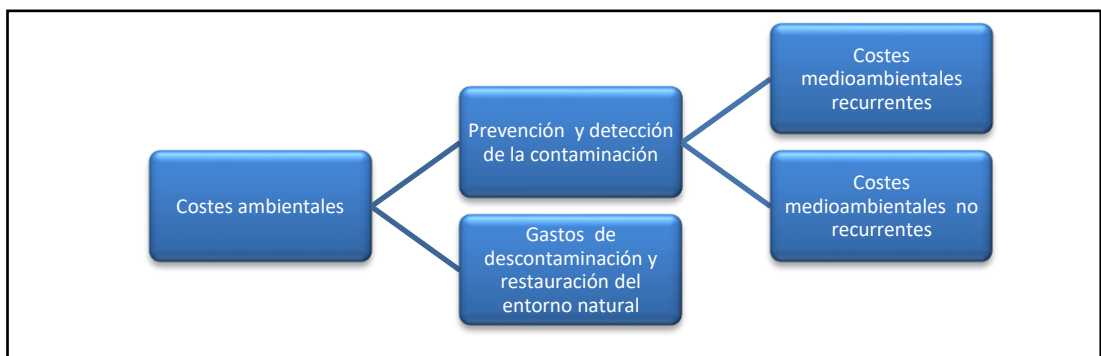 Costes ambientales
Prevención y detección
de la contaminación
Gastos de
descontaminación y
restauración del
entorno natural
Costes
medioambientales
recurrentes
Costes
medioambientales no
recurrentes